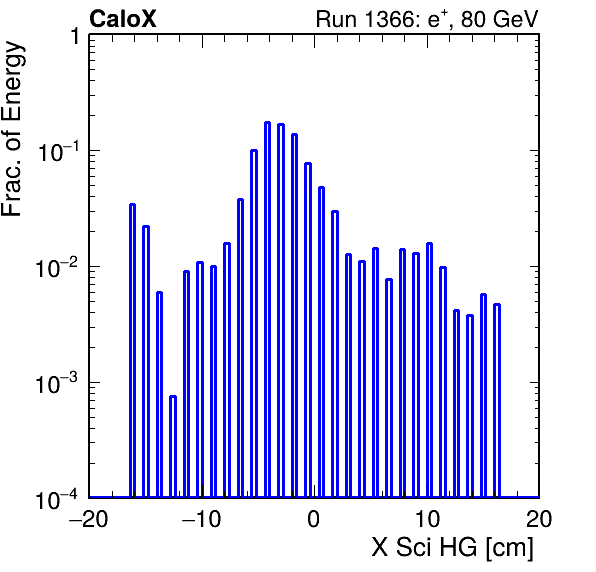 CaloX Run 1366: e⁺, 80 GeV
Frac. of Energy
1
10⁻¹
10⁻²
10⁻³
10⁻⁴
−20 −10 0 10 20
X Sci HG [cm]